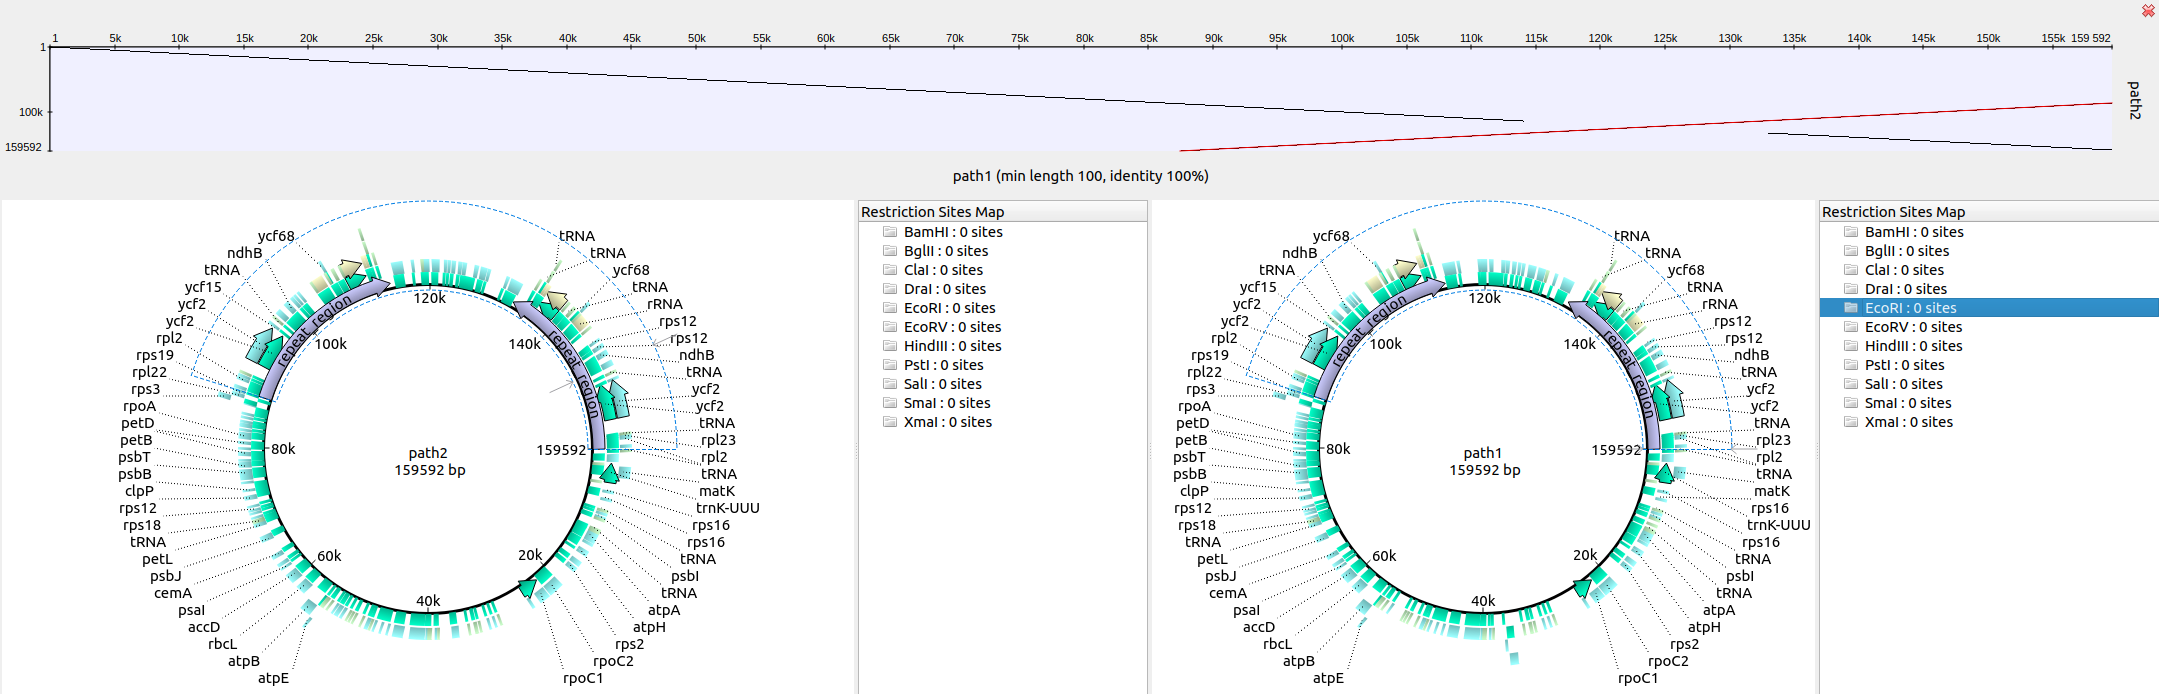 1 5k 10k 15k 20k 25k 30k 35k 40k 45k 50k 55k 60k 65k 70k 75k 80k 85k 90k 95k 100k 105k 110k 115k 120k 125k 130k 135k 140k 145k 150k 155k 159 592
1
100k
159592
path2
path1 (min length 100, identity 100%)
ycf68
ndhB
tRNA
ycf15
ycf2
ycf2
rpl2
rps19
rpl22
rps3
rpoA
petD
petB
psbT
psbB
clpP
rps12
rps18
tRNA
petL
psbJ
cemA
psaI
accD
rbcL
atpB
atpE
tRNA
tRNA
ycf68
tRNA
rRNA
rps12
rps12
ndhB
tRNA
ycf2
ycf2
tRNA
rpl23
rpl2
tRNA
matK
trnK-UUU
rps16
rps16
tRNA
psbI
tRNA
atpA
atpH
rps2
rpoC2
rpoC1
repeat_region
repeat_region
120k
100k
140k
80k
159592
60k
20k
40k
path2
159592 bp
Restriction Sites Map
BamHI : 0 sites
BglII : 0 sites
ClaI : 0 sites
DraI : 0 sites
EcoRI : 0 sites
EcoRV : 0 sites
HindIII : 0 sites
PstI : 0 sites
SalI : 0 sites
SmaI : 0 sites
XmaI : 0 sites
ycf68
ndhB
tRNA
ycf15
ycf2
ycf2
rpl2
rps19
rpl22
rps3
rpoA
petD
petB
psbT
psbB
clpP
rps12
rps18
tRNA
petL
psbJ
cemA
psaI
accD
rbcL
atpB
atpE
tRNA
tRNA
ycf68
tRNA
rRNA
rps12
rps12
ndhB
tRNA
ycf2
ycf2
tRNA
rpl23
rpl2
tRNA
matK
rps16
trnK-UUU
rps16
tRNA
psbI
tRNA
atpA
atpH
rps2
rpoC2
rpoC1
repeat_region
repeat_region
120k
100k
140k
80k
159592
60k
20k
40k
path1
159592 bp
Restriction Sites Map
BamHI : 0 sites
BglII : 0 sites
ClaI : 0 sites
DraI : 0 sites
EcoRI : 0 sites
EcoRV : 0 sites
HindIII : 0 sites
PstI : 0 sites
SalI : 0 sites
SmaI : 0 sites
XmaI : 0 sites